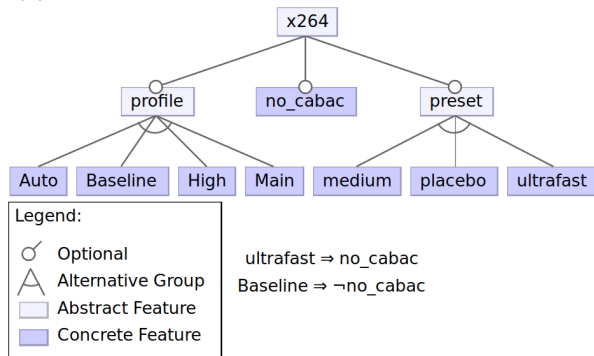 x264
profile no_cabac preset
Auto Baseline High Main medium placebo ultrafast
Legend:
Optional
Alternative Group
Abstract Feature
Concrete Feature
ultrafast ⇒ no_cabac
Baseline ⇒ ¬no_cabac